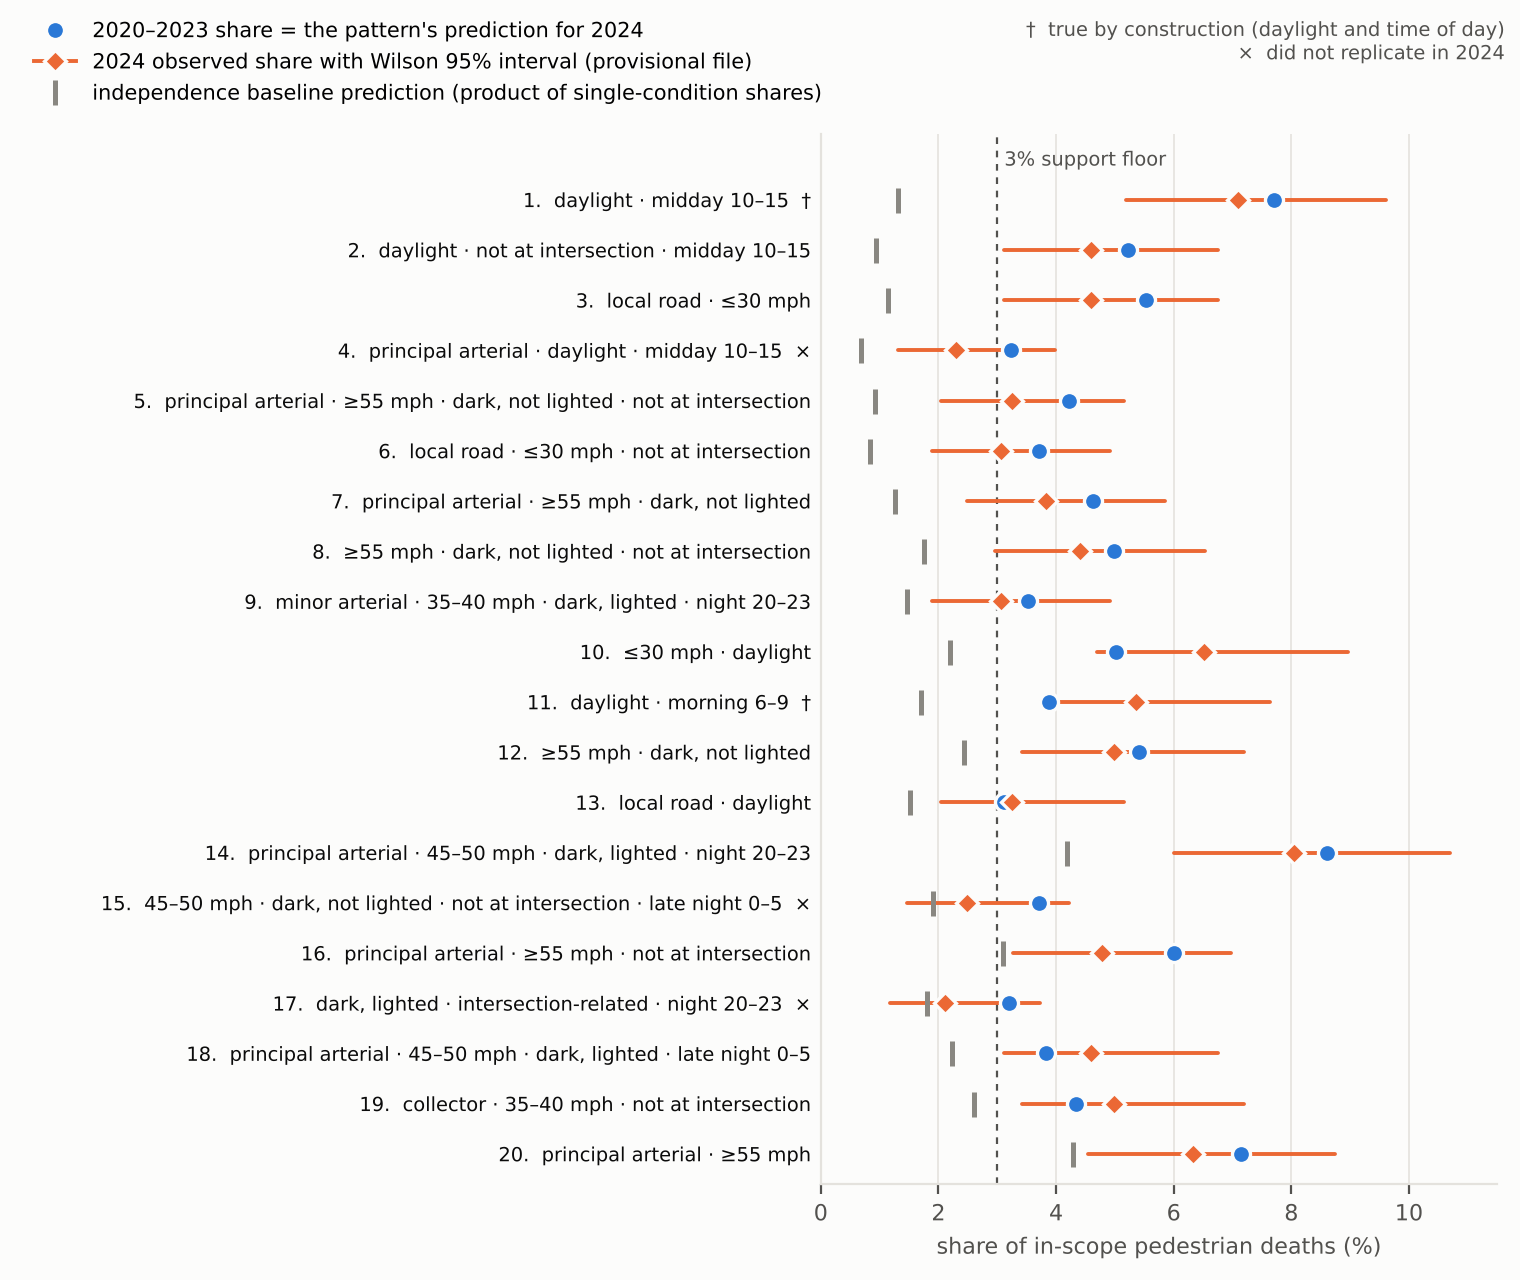 2020–2023 share = the pattern's prediction for 2024
2024 observed share with Wilson 95% interval (provisional file)
independence baseline prediction (product of single-condition shares)
† true by construction (daylight and time of day)
× did not replicate in 2024
3% support floor
1. daylight · midday 10–15 †
2. daylight · not at intersection · midday 10–15
3. local road · ≤30 mph
4. principal arterial · daylight · midday 10–15 ×
5. principal arterial · ≥55 mph · dark, not lighted · not at intersection
6. local road · ≤30 mph · not at intersection
7. principal arterial · ≥55 mph · dark, not lighted
8. ≥55 mph · dark, not lighted · not at intersection
9. minor arterial · 35–40 mph · dark, lighted · night 20–23
10. ≤30 mph · daylight
11. daylight · morning 6–9 †
12. ≥55 mph · dark, not lighted
13. local road · daylight
14. principal arterial · 45–50 mph · dark, lighted · night 20–23
15. 45–50 mph · dark, not lighted · not at intersection · late night 0–5 ×
16. principal arterial · ≥55 mph · not at intersection
17. dark, lighted · intersection-related · night 20–23 ×
18. principal arterial · 45–50 mph · dark, lighted · late night 0–5
19. collector · 35–40 mph · not at intersection
20. principal arterial · ≥55 mph
0 2 4 6 8 10
share of in-scope pedestrian deaths (%)